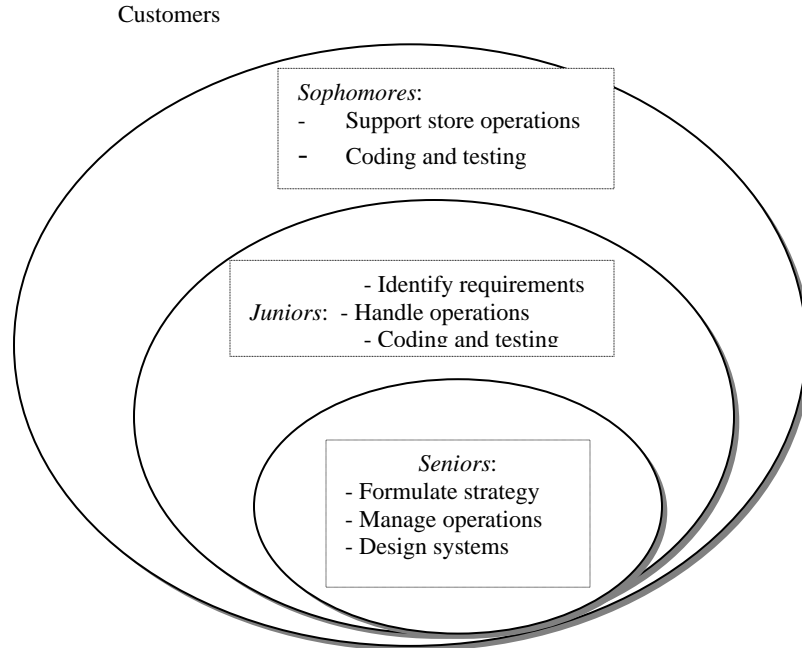 Customers
Sophomores:
- Support store operations
- Coding and testing
- Identify requirements
Juniors: - Handle operations
- Coding and testing
Seniors:
- Formulate strategy
- Manage operations
- Design systems